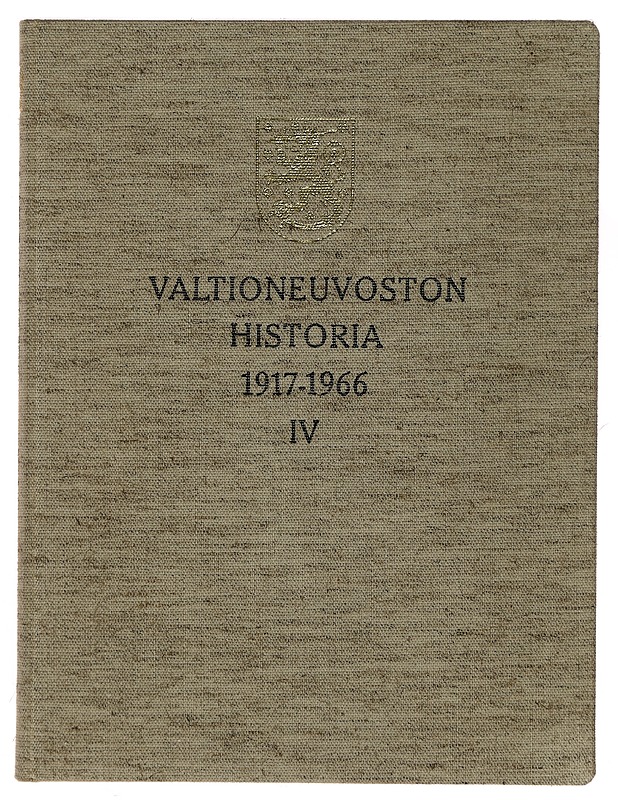 VALTIONEUVOSTON
HISTORIA
1917-1966
IV